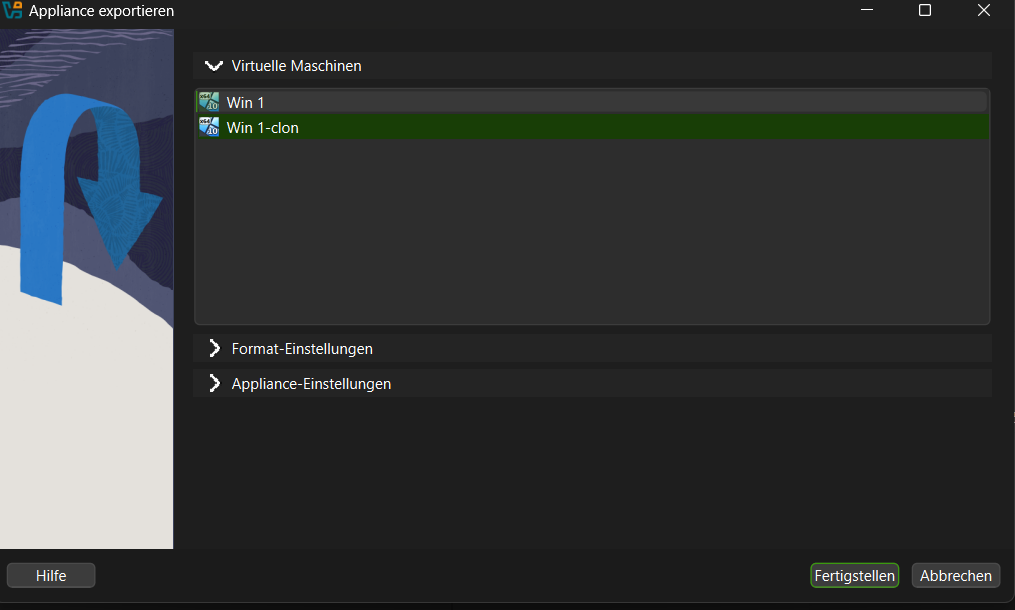 Appliance exportieren
Virtuelle Maschinen
Win 1
Win 1-clon
Format-Einstellungen
Appliance-Einstellungen
Hilfe
Fertigstellen
Abbrechen